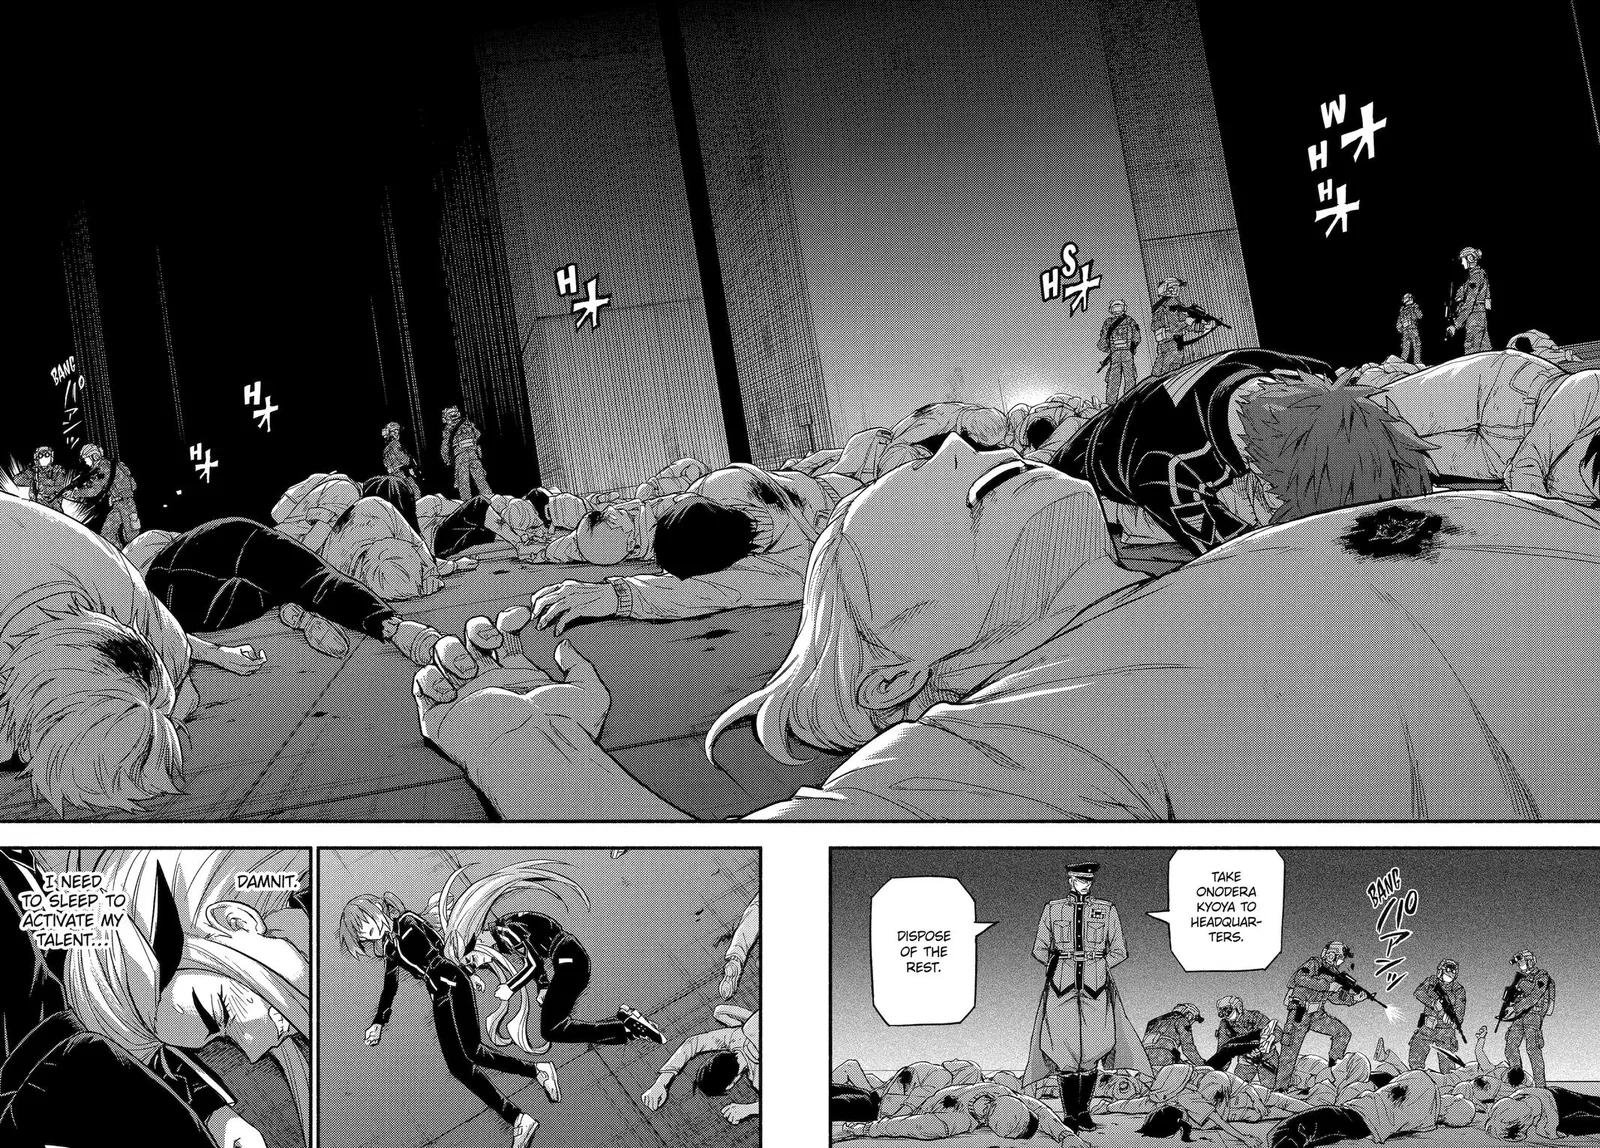 W
H
H
オ
オ
S
H
オ
H
オ
H
オ
H
オ
BANG
パァン
TAKE
ONODERA
KYOYA TO
HEADQUAR-
TERS.
BANG
パァンッ
DISPOSE
OF THE
REST.
DAMNIT.
I NEED
TO SLEEP TO
ACTIVATE MY
TALENT...